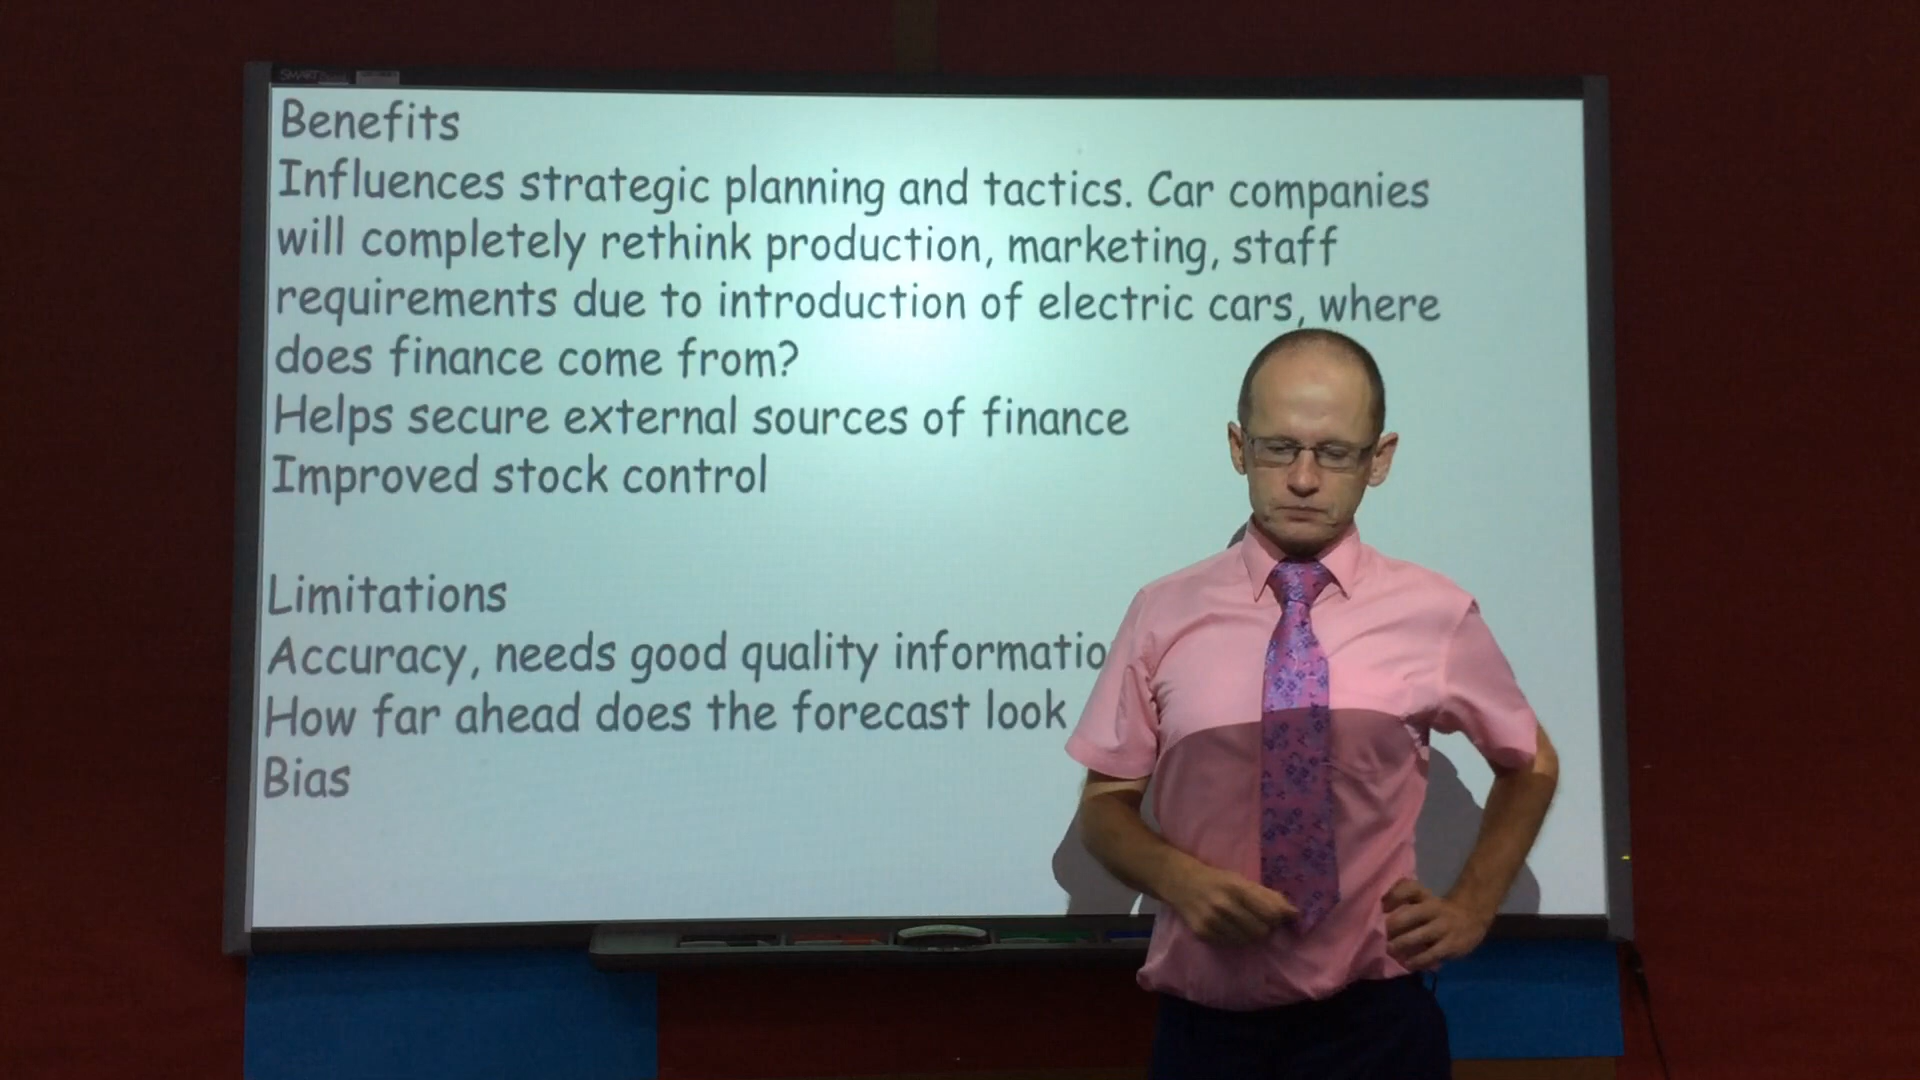 SMART
Benefits
Influences strategic planning and tactics. Car companies
will completely rethink production, marketing, staff
requirements due to introduction of electric cars, where
does finance come from?
Helps secure external sources of finance
Improved stock control
Limitations
Accuracy, needs good quality informatio
How far ahead does the forecast look
Bias